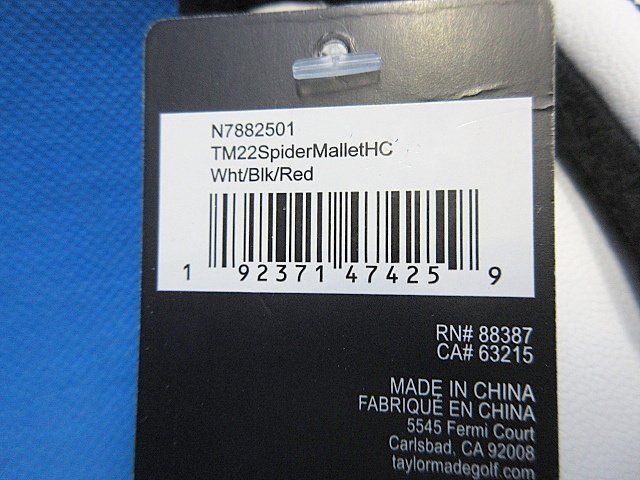 N7882501
TM22SpiderMalletHC
Wht/Blk/Red
1 92371 47425 9
RN# 88387
CA# 63215
MADE IN CHINA
FABRIQUÉ EN CHINA
5545 Fermi Court
Carlsbad, CA 92008
taylormadegolf.com